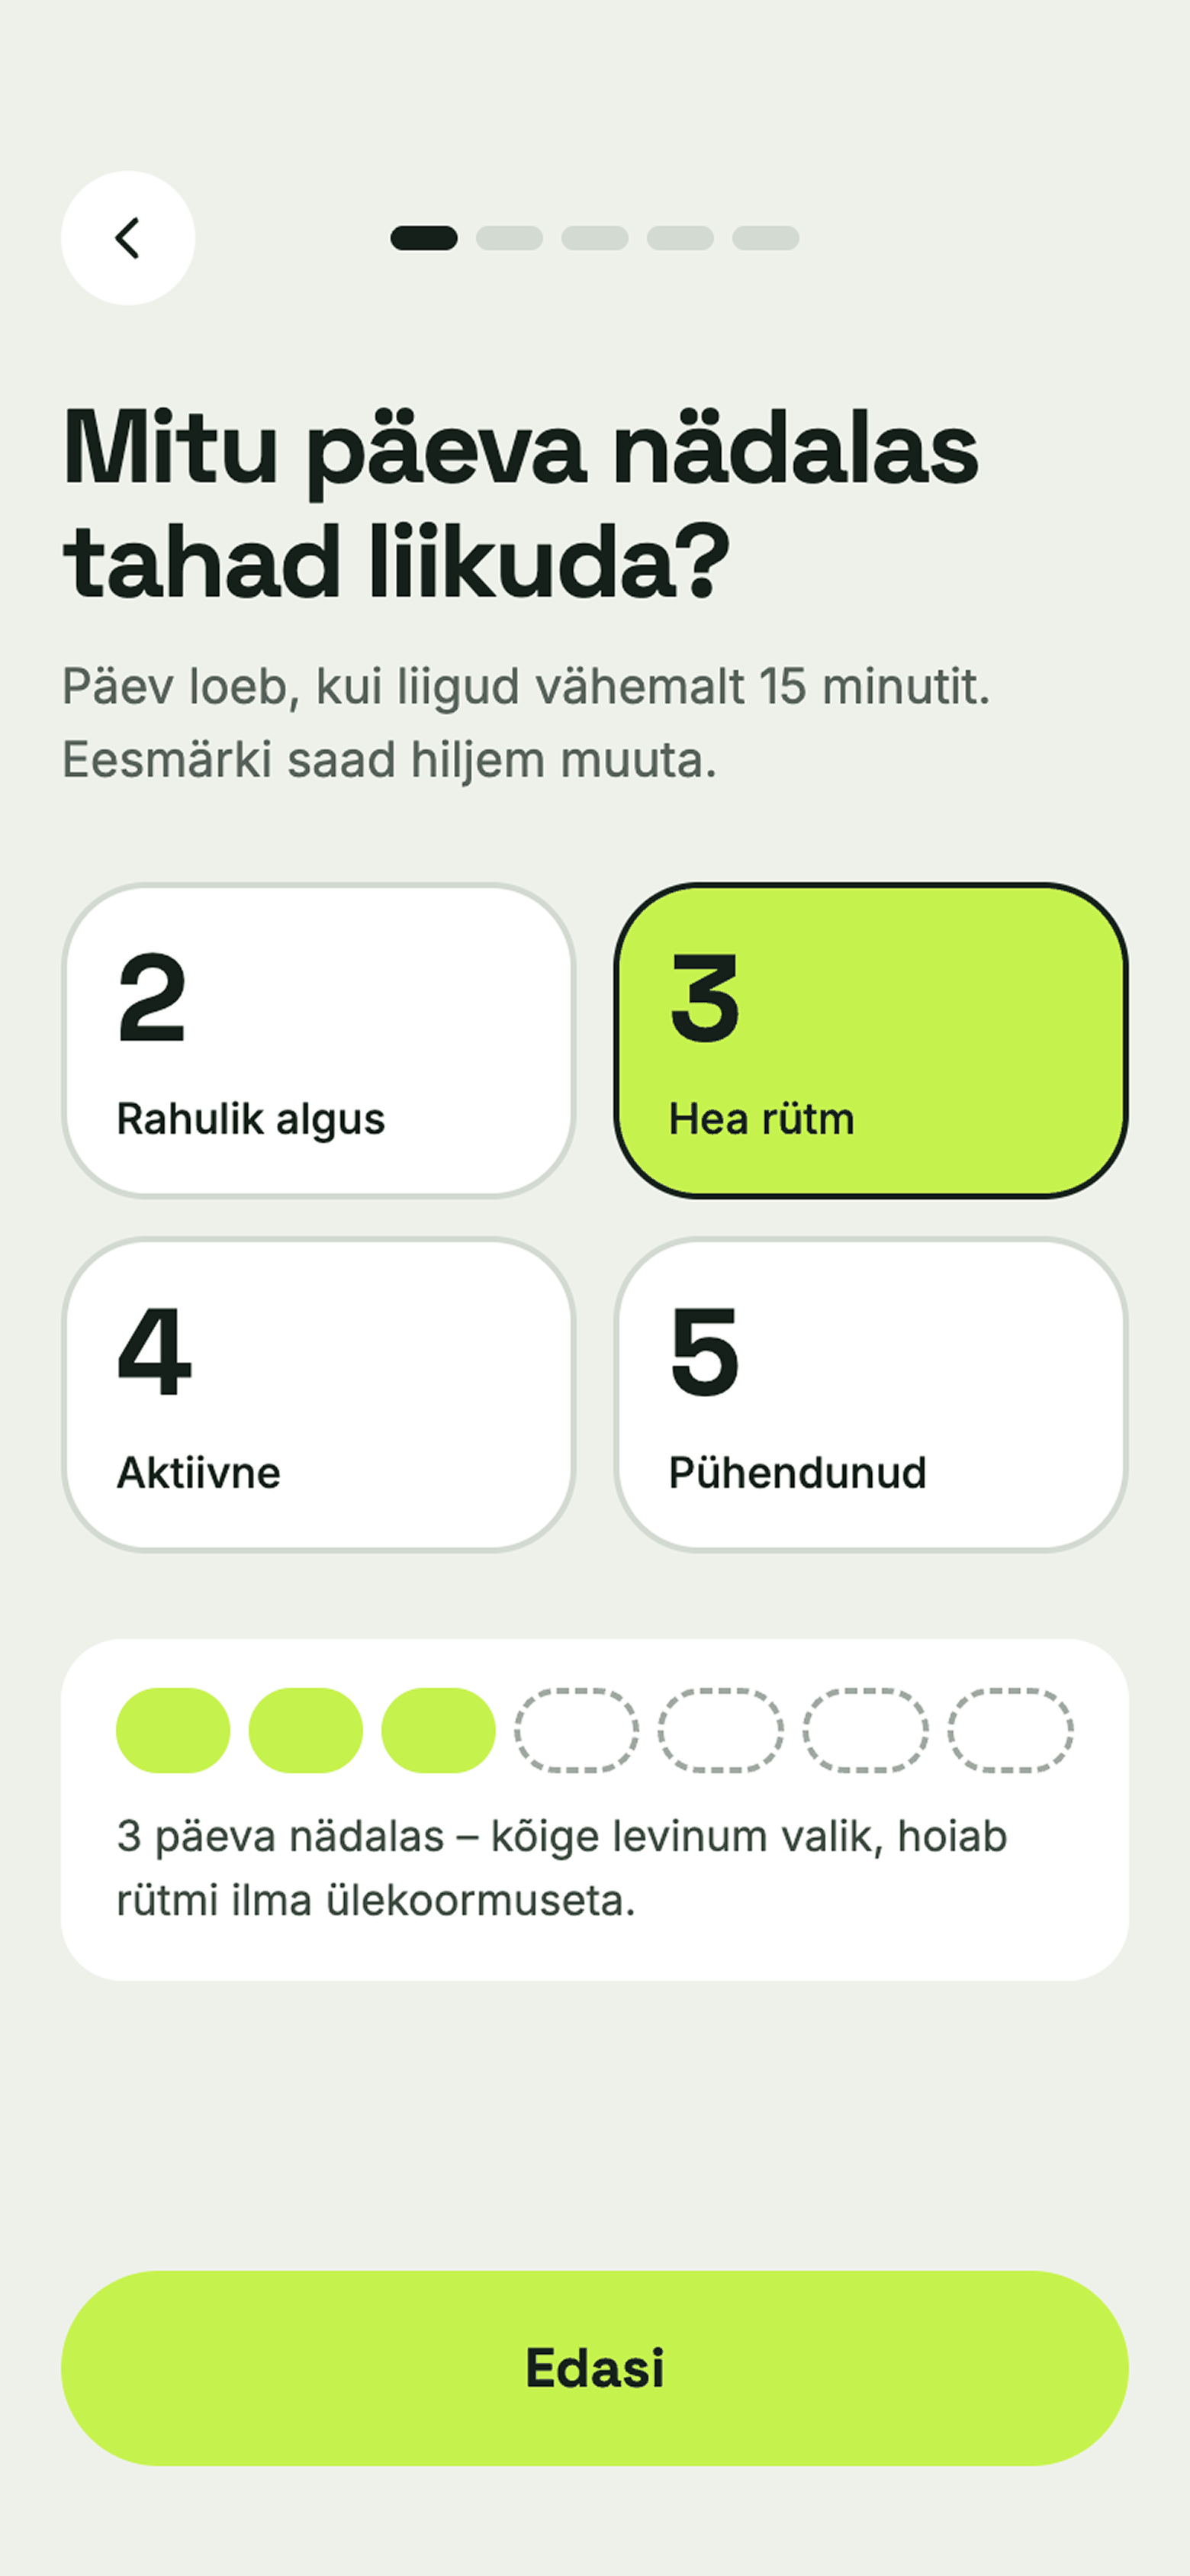 Mitu päeva nädalas
tahad liikuda?
Päev loeb, kui liigud vähemalt 15 minutit.
Eesmärki saad hiljem muuta.
2
Rahulik algus
3
Hea rütm
4
Aktiivne
5
Pühendunud
3 päeva nädalas – kõige levinum valik, hoiab
rütmi ilma ülekoormuseta.
Edasi